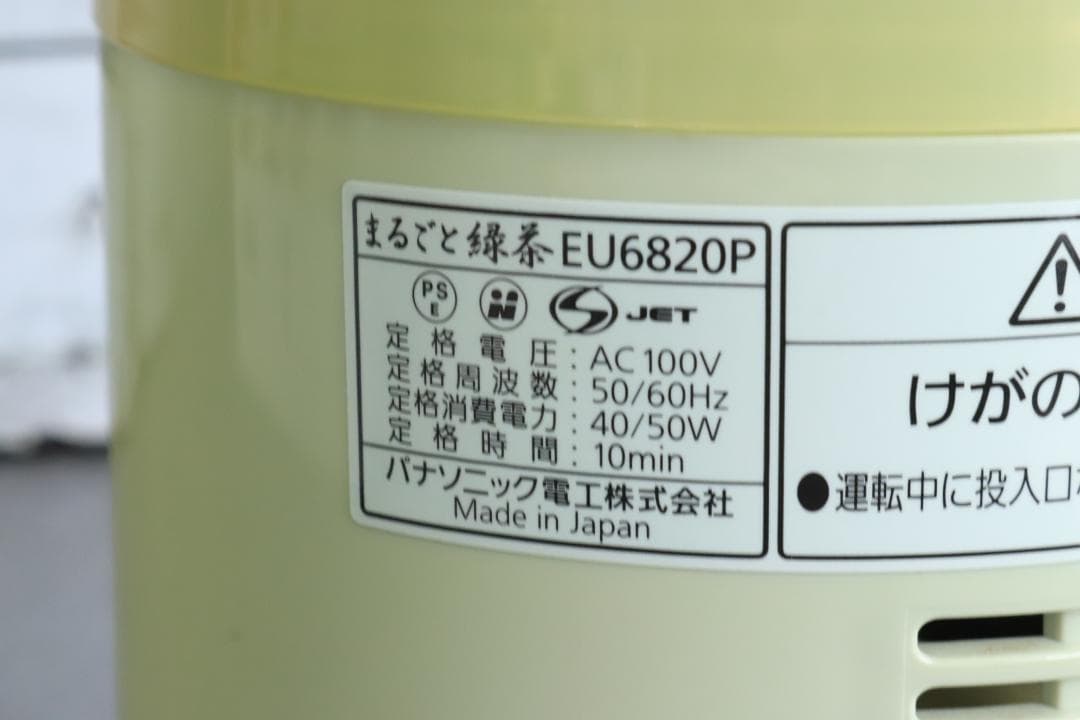 まるごと緑茶 EU6820P
PS
E
JET
定格電圧:AC100V
定格周波数:50/60Hz
定格消費電力:40/50W
定格時間:10min
パナソニック電工株式会社
Made in Japan
けがの
●運転中に投入口